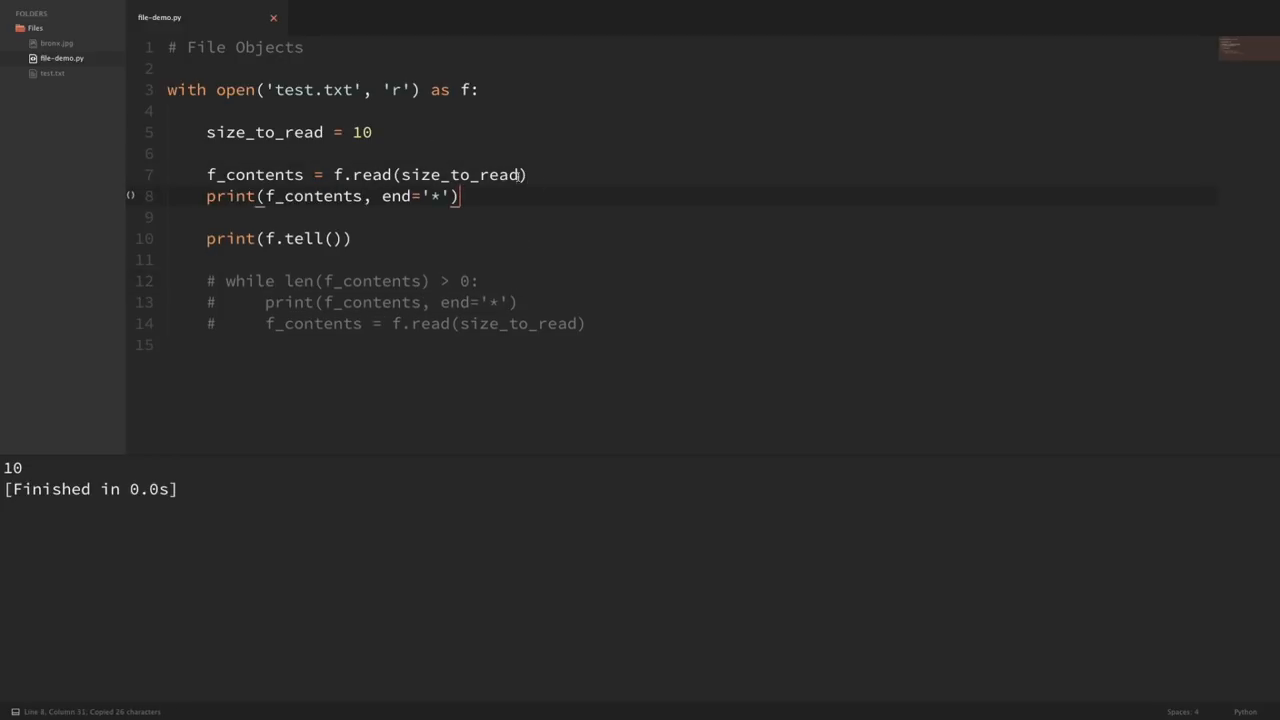 FOLDERS
Files
bronx.jpg
file-demo.py
test.txt
file-demo.py ×
1 # File Objects
2
3 with open('test.txt', 'r') as f:
4
5     size_to_read = 10
6
7     f_contents = f.read(size_to_read)
() 8     print(f_contents, end='*')
9
10     print(f.tell())
11
12     # while len(f_contents) > 0:
13     #     print(f_contents, end='*')
14     #     f_contents = f.read(size_to_read)
15
10
[Finished in 0.0s]
Line 8, Column 31; Copied 26 characters
Spaces: 4
Python